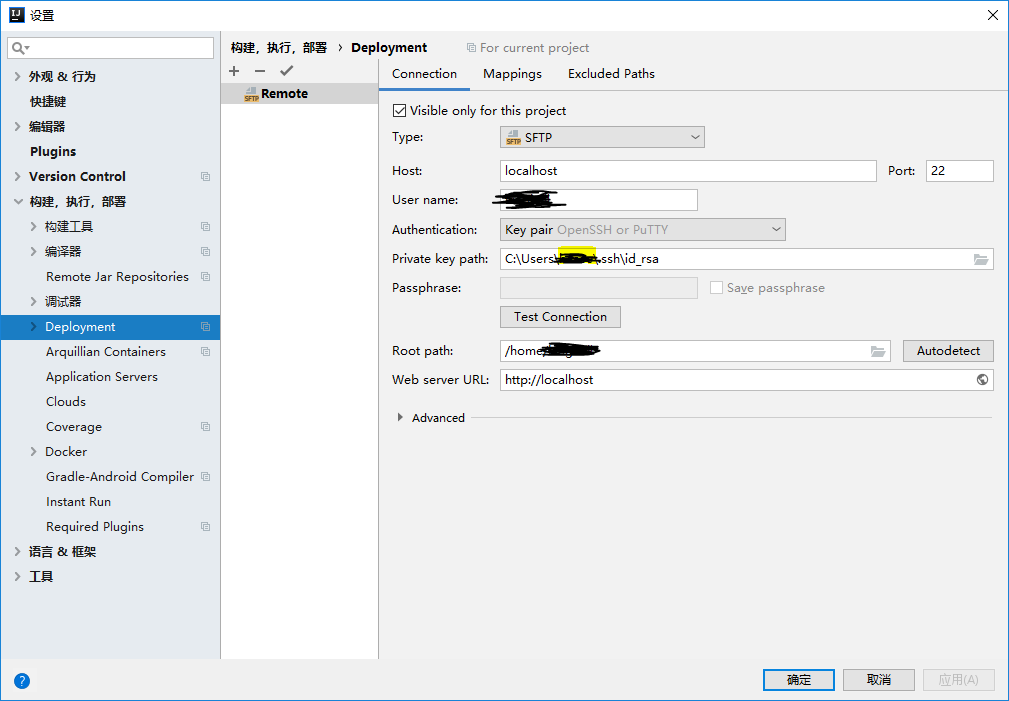 设置
外观 & 行为
快捷键
编辑器
Plugins
Version Control
构建，执行，部署
构建工具
编译器
Remote Jar Repositories
调试器
Deployment
Arquillian Containers
Application Servers
Clouds
Coverage
Docker
Gradle-Android Compiler
Instant Run
Required Plugins
语言 & 框架
工具
构建，执行，部署 › Deployment For current project
SFTP Remote
Connection Mappings Excluded Paths
Visible only for this project
Type: SFTP SFTP
Host: localhost Port: 22
User name:
Authentication: Key pair OpenSSH or PuTTY
Private key path: C:\Users\ \.ssh\id_rsa
Passphrase: Save passphrase
Test Connection
Root path: /home/ Autodetect
Web server URL: http://localhost
Advanced
? 确定 取消 应用(A)